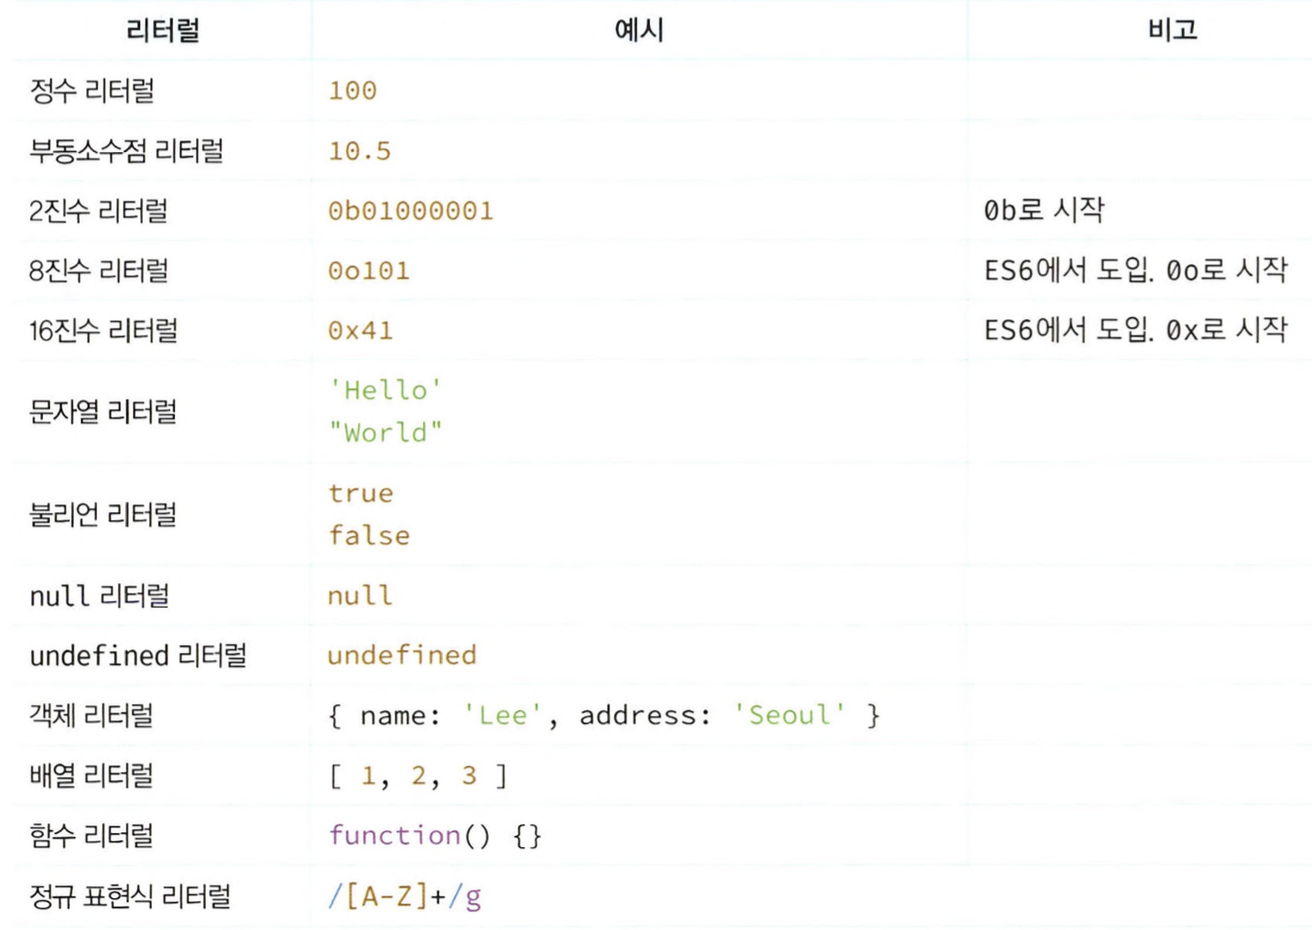 리터럴 예시 비고
정수 리터럴 100
부동소수점 리터럴 10.5
2진수 리터럴 0b01000001 0b로 시작
8진수 리터럴 0o101 ES6에서 도입. 0o로 시작
16진수 리터럴 0x41 ES6에서 도입. 0x로 시작
문자열 리터럴 'Hello'
"World"
불리언 리터럴 true
false
null 리터럴 null
undefined 리터럴 undefined
객체 리터럴 { name: 'Lee', address: 'Seoul' }
배열 리터럴 [ 1, 2, 3 ]
함수 리터럴 function() {}
정규 표현식 리터럴 /[A-Z]+/g